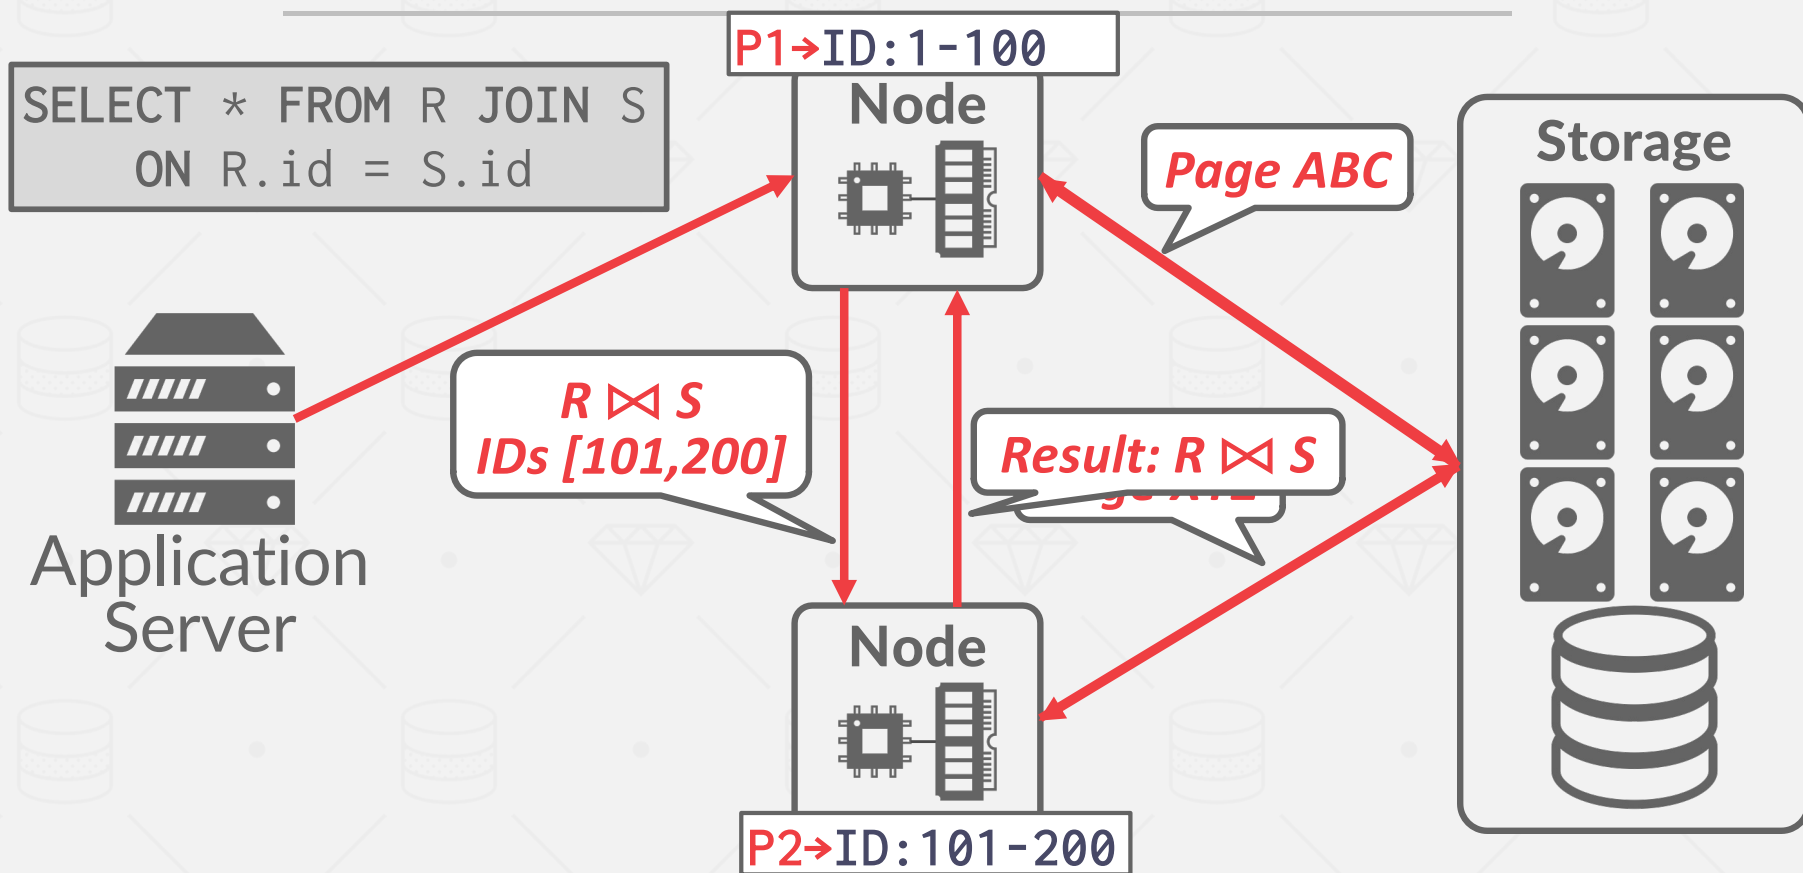 P1→ID:1-100
SELECT * FROM R JOIN S
ON R.id = S.id
Node
Page ABC
Storage
R ⋈ S
IDs [101,200]
Result: R ⋈ S
Application
Server
Node
P2→ID:101-200